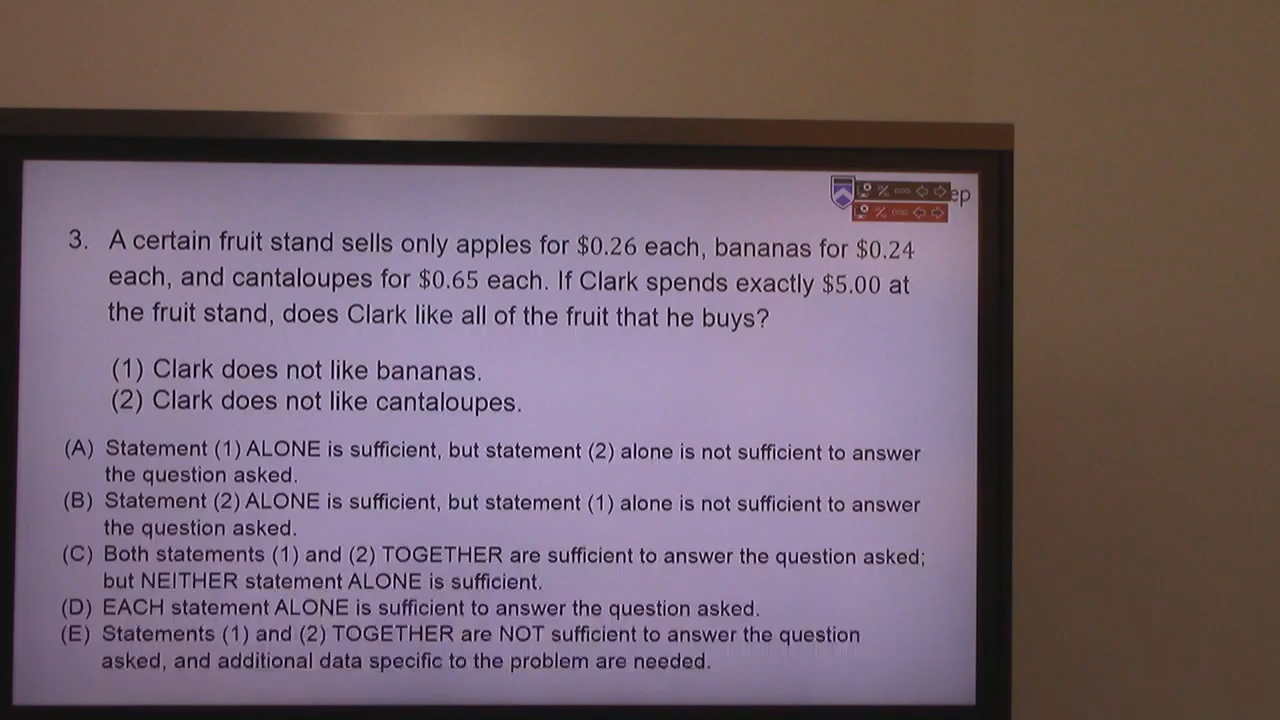 ep
3. A certain fruit stand sells only apples for $0.26 each, bananas for $0.24
each, and cantaloupes for $0.65 each. If Clark spends exactly $5.00 at
the fruit stand, does Clark like all of the fruit that he buys?
(1) Clark does not like bananas.
(2) Clark does not like cantaloupes.
(A) Statement (1) ALONE is sufficient, but statement (2) alone is not sufficient to answer
the question asked.
(B) Statement (2) ALONE is sufficient, but statement (1) alone is not sufficient to answer
the question asked.
(C) Both statements (1) and (2) TOGETHER are sufficient to answer the question asked;
but NEITHER statement ALONE is sufficient.
(D) EACH statement ALONE is sufficient to answer the question asked.
(E) Statements (1) and (2) TOGETHER are NOT sufficient to answer the question
asked, and additional data specific to the problem are needed.